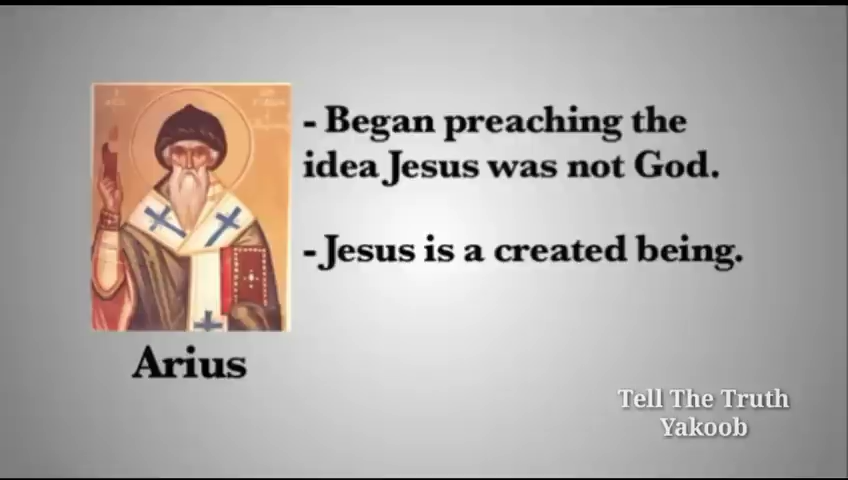 - Began preaching the
idea Jesus was not God.
- Jesus is a created being.
Arius
Tell The Truth
Yakoob